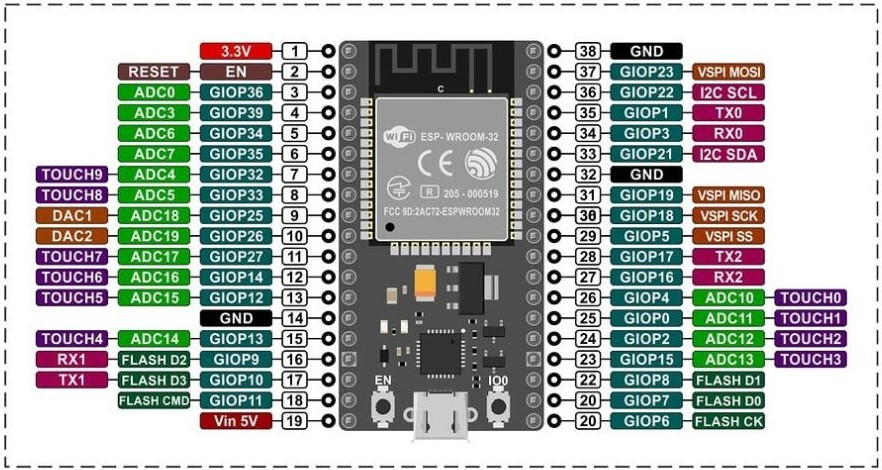 3.3V 1 38 GND
RESET EN 2 37 GIOP23 VSPI MOSI
ADC0 GIOP36 3 36 GIOP22 I2C SCL
ADC3 GIOP39 4 35 GIOP1 TX0
ADC6 GIOP34 5 34 GIOP3 RX0
ADC7 GIOP35 6 33 GIOP21 I2C SDA
TOUCH9 ADC4 GIOP32 7 32 GND
TOUCH8 ADC5 GIOP33 8 31 GIOP19 VSPI MISO
DAC1 ADC18 GIOP25 9 30 GIOP18 VSPI SCK
DAC2 ADC19 GIOP26 10 29 GIOP5 VSPI SS
TOUCH7 ADC17 GIOP27 11 28 GIOP17 TX2
TOUCH6 ADC16 GIOP14 12 27 GIOP16 RX2
TOUCH5 ADC15 GIOP12 13 26 GIOP4 ADC10 TOUCH0
GND 14 25 GIOP0 ADC11 TOUCH1
TOUCH4 ADC14 GIOP13 15 24 GIOP2 ADC12 TOUCH2
RX1 FLASH D2 GIOP9 16 23 GIOP15 ADC13 TOUCH3
TX1 FLASH D3 GIOP10 17 22 GIOP8 FLASH D1
FLASH CMD GIOP11 18 20 GIOP7 FLASH D0
Vin 5V 19 20 GIOP6 FLASH CK
C
WiFi ESP-WROOM-32
CE
R 205-000519
FCC 9D:2AC72-ESPWROOM32
EN IO0